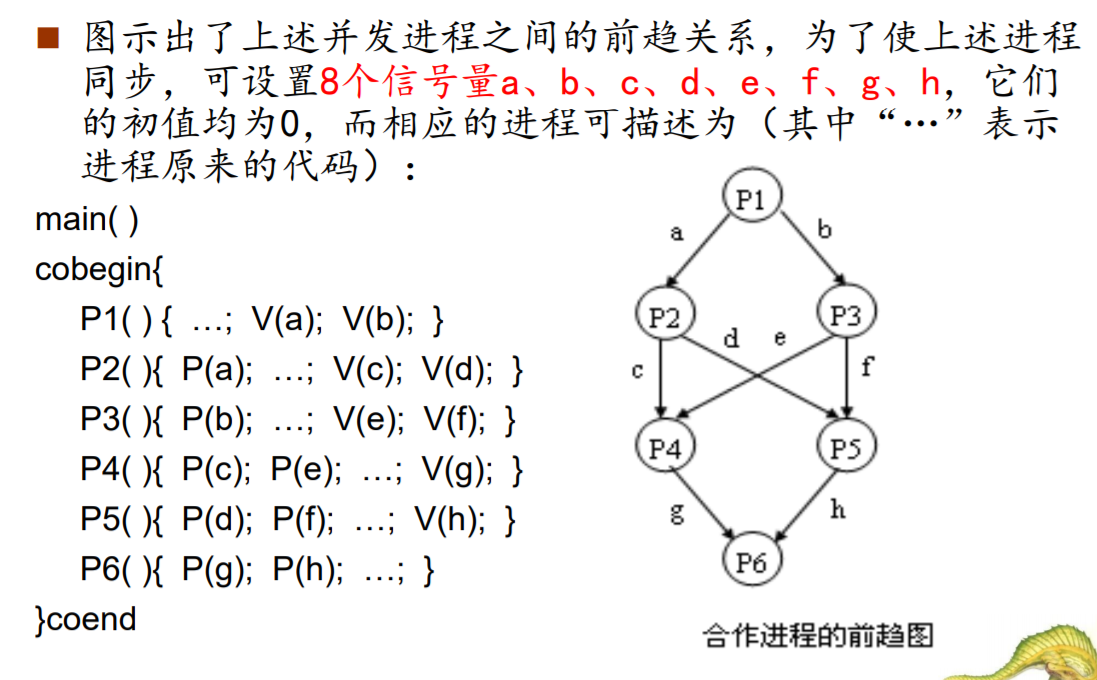 图示出了上述并发进程之间的前趋关系，为了使上述进程
同步，可设置8个信号量a、b、c、d、e、f、g、h，它们
的初值均为0，而相应的进程可描述为（其中“…”表示
进程原来的代码）：
main( )
cobegin{
P1( ) { …; V(a); V(b); }
P2( ){ P(a); …; V(c); V(d); }
P3( ){ P(b); …; V(e); V(f); }
P4( ){ P(c); P(e); …; V(g); }
P5( ){ P(d); P(f); …; V(h); }
P6( ){ P(g); P(h); …; }
}coend
P1
a b
P2 P3
d e
c f
P4 P5
g h
P6
合作进程的前趋图